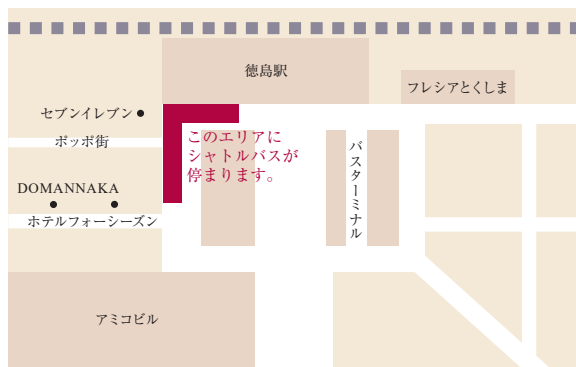 徳島駅
フレシアとくしま
セブンイレブン
ポッポ街
このエリアに
シャトルバスが
停まります。
バスターミナル
DOMANNAKA
ホテルフォーシーズン
アミコビル